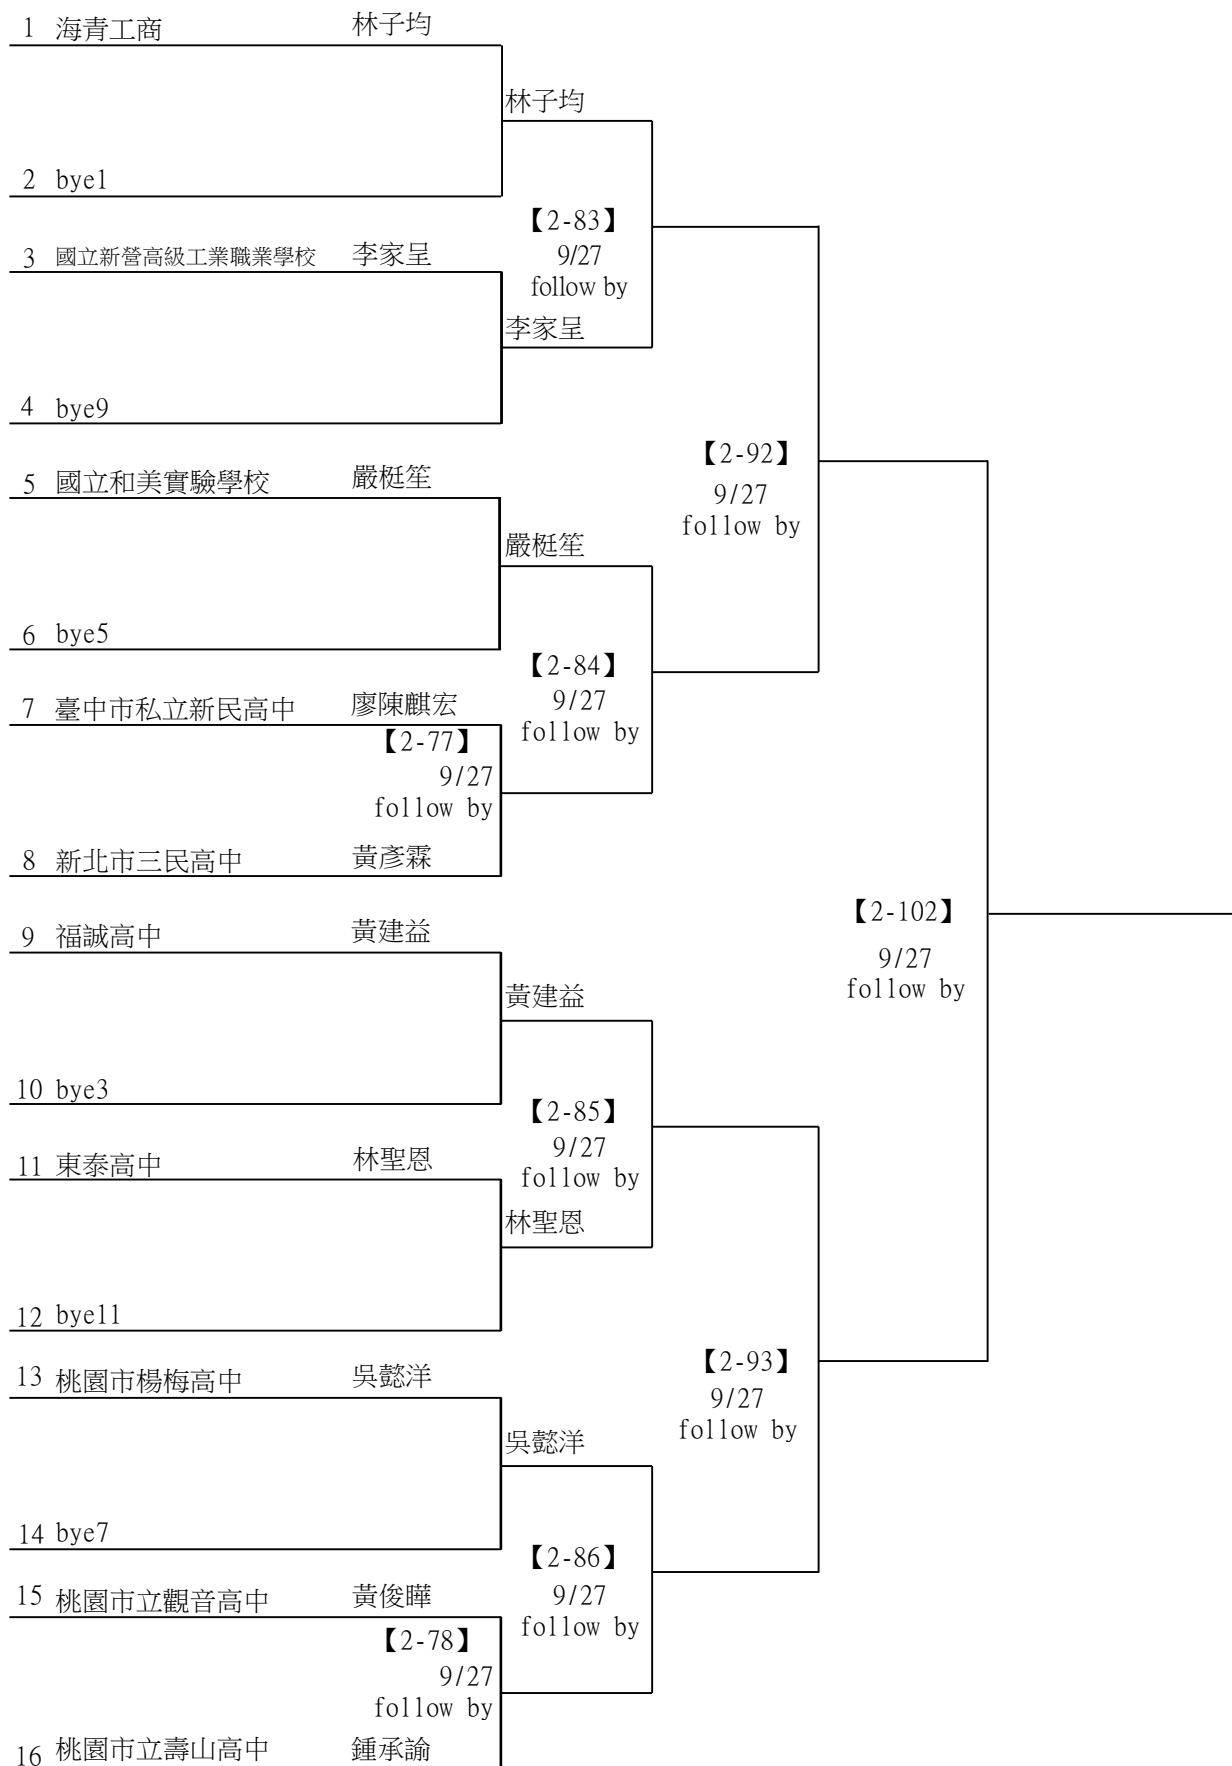 1 海青工商 林子均
林子均
2 bye1
【2-83】
9/27
follow by
3 國立新營高級工業職業學校 李家呈
李家呈
4 bye9
【2-92】
9/27
follow by
5 國立和美實驗學校 嚴梃笙
嚴梃笙
6 bye5
【2-84】
9/27
follow by
7 臺中市私立新民高中 廖陳麒宏
【2-77】
9/27
follow by
8 新北市三民高中 黃彥霖
【2-102】
9/27
follow by
9 福誠高中 黃建益
黃建益
10 bye3
【2-85】
9/27
follow by
11 東泰高中 林聖恩
林聖恩
12 bye11
【2-93】
9/27
follow by
13 桃園市楊梅高中 吳懿洋
吳懿洋
14 bye7
【2-86】
9/27
follow by
15 桃園市立觀音高中 黃俊瞱
【2-78】
9/27
follow by
16 桃園市立壽山高中 鍾承諭